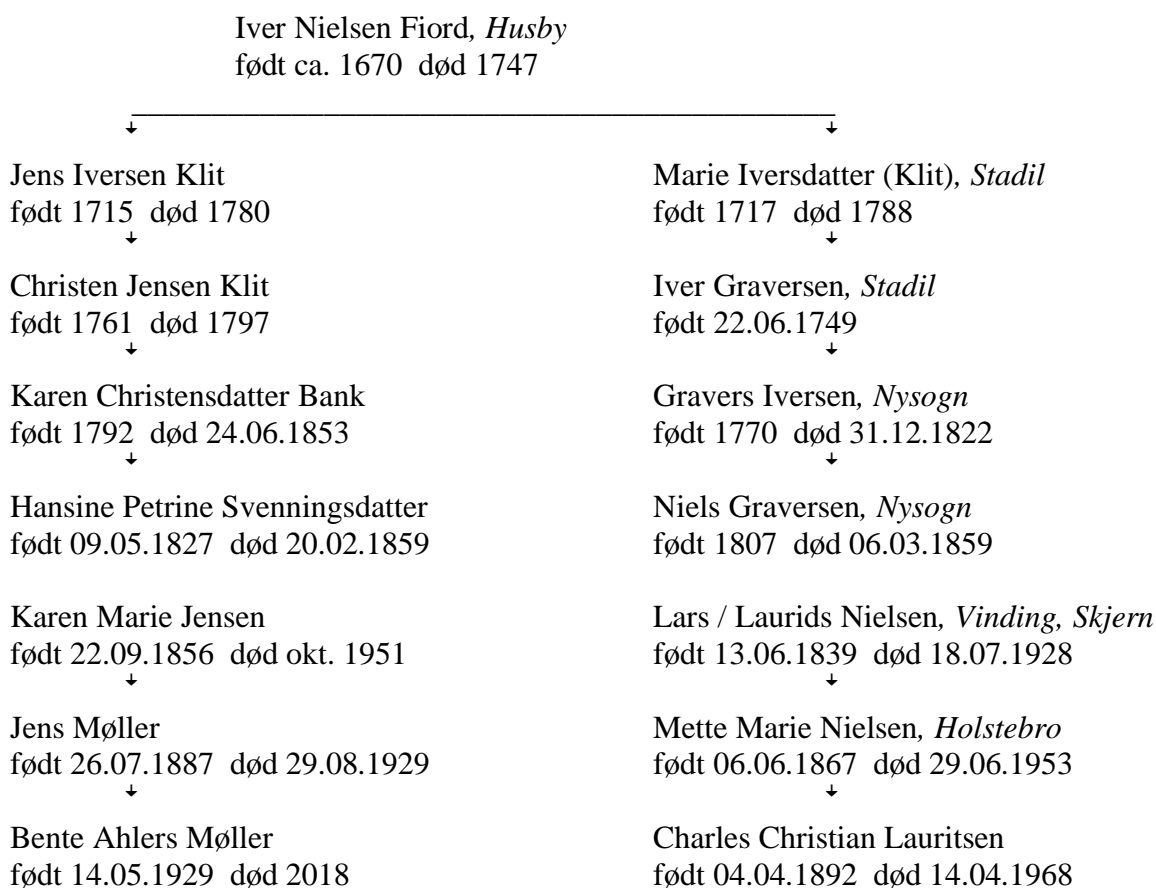 Iver Nielsen Fiord, Husby
født ca. 1670 død 1747
Jens Iversen Klit
født 1715 død 1780
Marie Iversdatter (Klit), Stadil
født 1717 død 1788
Christen Jensen Klit
født 1761 død 1797
Iver Graversen, Stadil
født 22.06.1749
Karen Christensdatter Bank
født 1792 død 24.06.1853
Gravers Iversen, Nysogn
født 1770 død 31.12.1822
Hansine Petrine Svenningsdatter
født 09.05.1827 død 20.02.1859
Niels Graversen, Nysogn
født 1807 død 06.03.1859
Karen Marie Jensen
født 22.09.1856 død okt. 1951
Lars / Laurids Nielsen, Vinding, Skjern
født 13.06.1839 død 18.07.1928
Jens Møller
født 26.07.1887 død 29.08.1929
Mette Marie Nielsen, Holstebro
født 06.06.1867 død 29.06.1953
Bente Ahlers Møller
født 14.05.1929 død 2018
Charles Christian Lauritsen
født 04.04.1892 død 14.04.1968